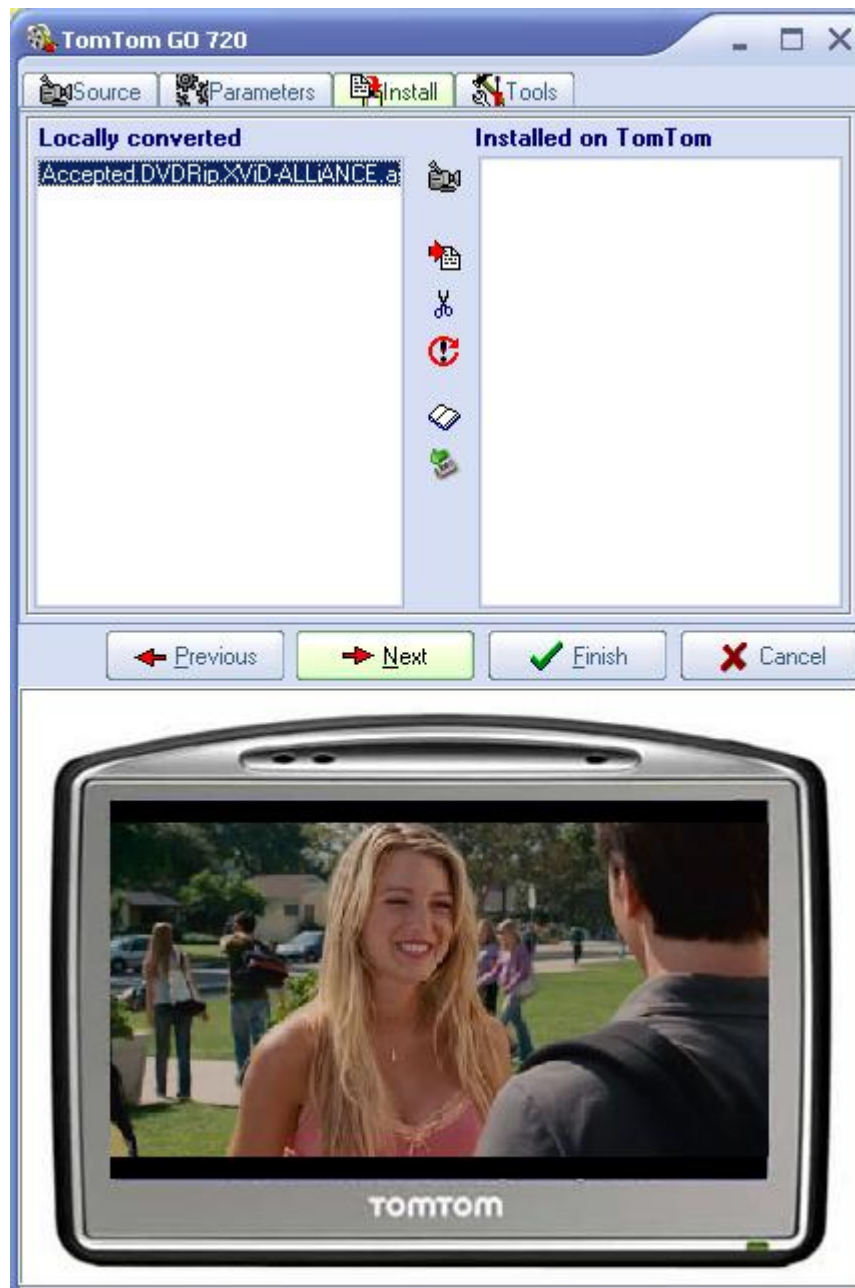 TomTom GO 720
Source Parameters Install Tools
Locally converted Installed on TomTom
Accepted.DVDRip.XViD-ALLiANCE.a
Previous Next Finish Cancel
TOMTOM